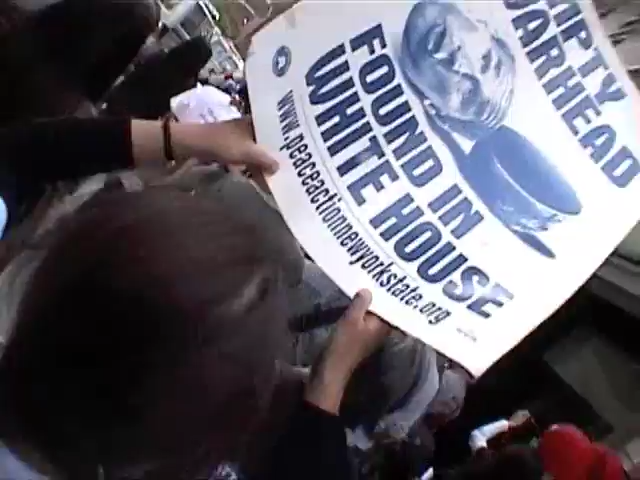 EMPTY
WARHEAD
FOUND IN
WHITE HOUSE
www.peaceactionnewyorkstate.org